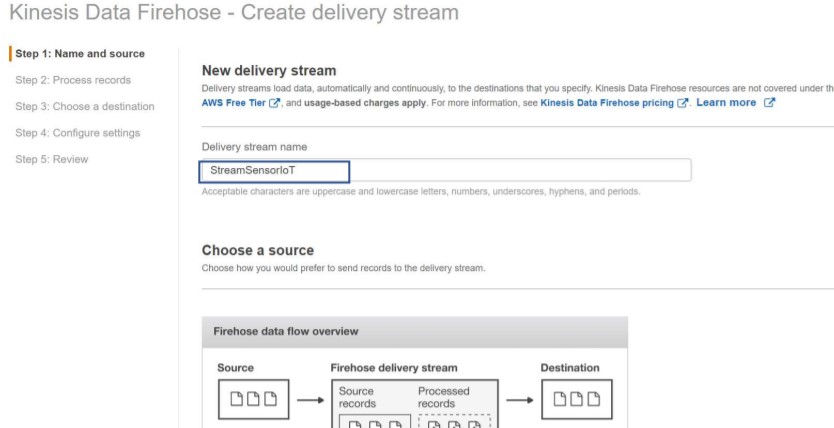 Kinesis Data Firehose - Create delivery stream
Step 1: Name and source
Step 2: Process records
Step 3: Choose a destination
Step 4: Configure settings
Step 5: Review
New delivery stream
Delivery streams load data, automatically and continuously, to the destinations that you specify. Kinesis Data Firehose resources are not covered under
AWS Free Tier, and usage-based charges apply. For more information, see Kinesis Data Firehose pricing. Learn more
Delivery stream name
StreamSensorIoT
Acceptable characters are uppercase and lowercase letters, numbers, underscores, hyphens, and periods.
Choose a source
Choose how you would prefer to send records to the delivery stream.
Firehose data flow overview
Source Firehose delivery stream Destination
Source Processed
records records